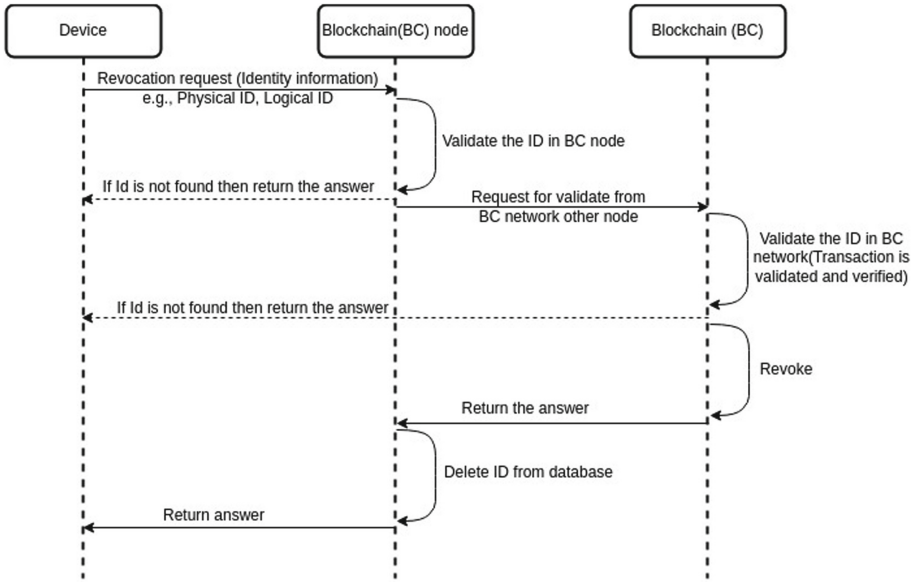 Device
Blockchain(BC) node
Blockchain (BC)
Revocation request (Identity information)
e.g., Physical ID, Logical ID
Validate the ID in BC node
If Id is not found then return the answer
Request for validate from
BC network other node
Validate the ID in BC
network(Transaction is
validated and verified)
If Id is not found then return the answer
Revoke
Return the answer
Delete ID from database
Return answer